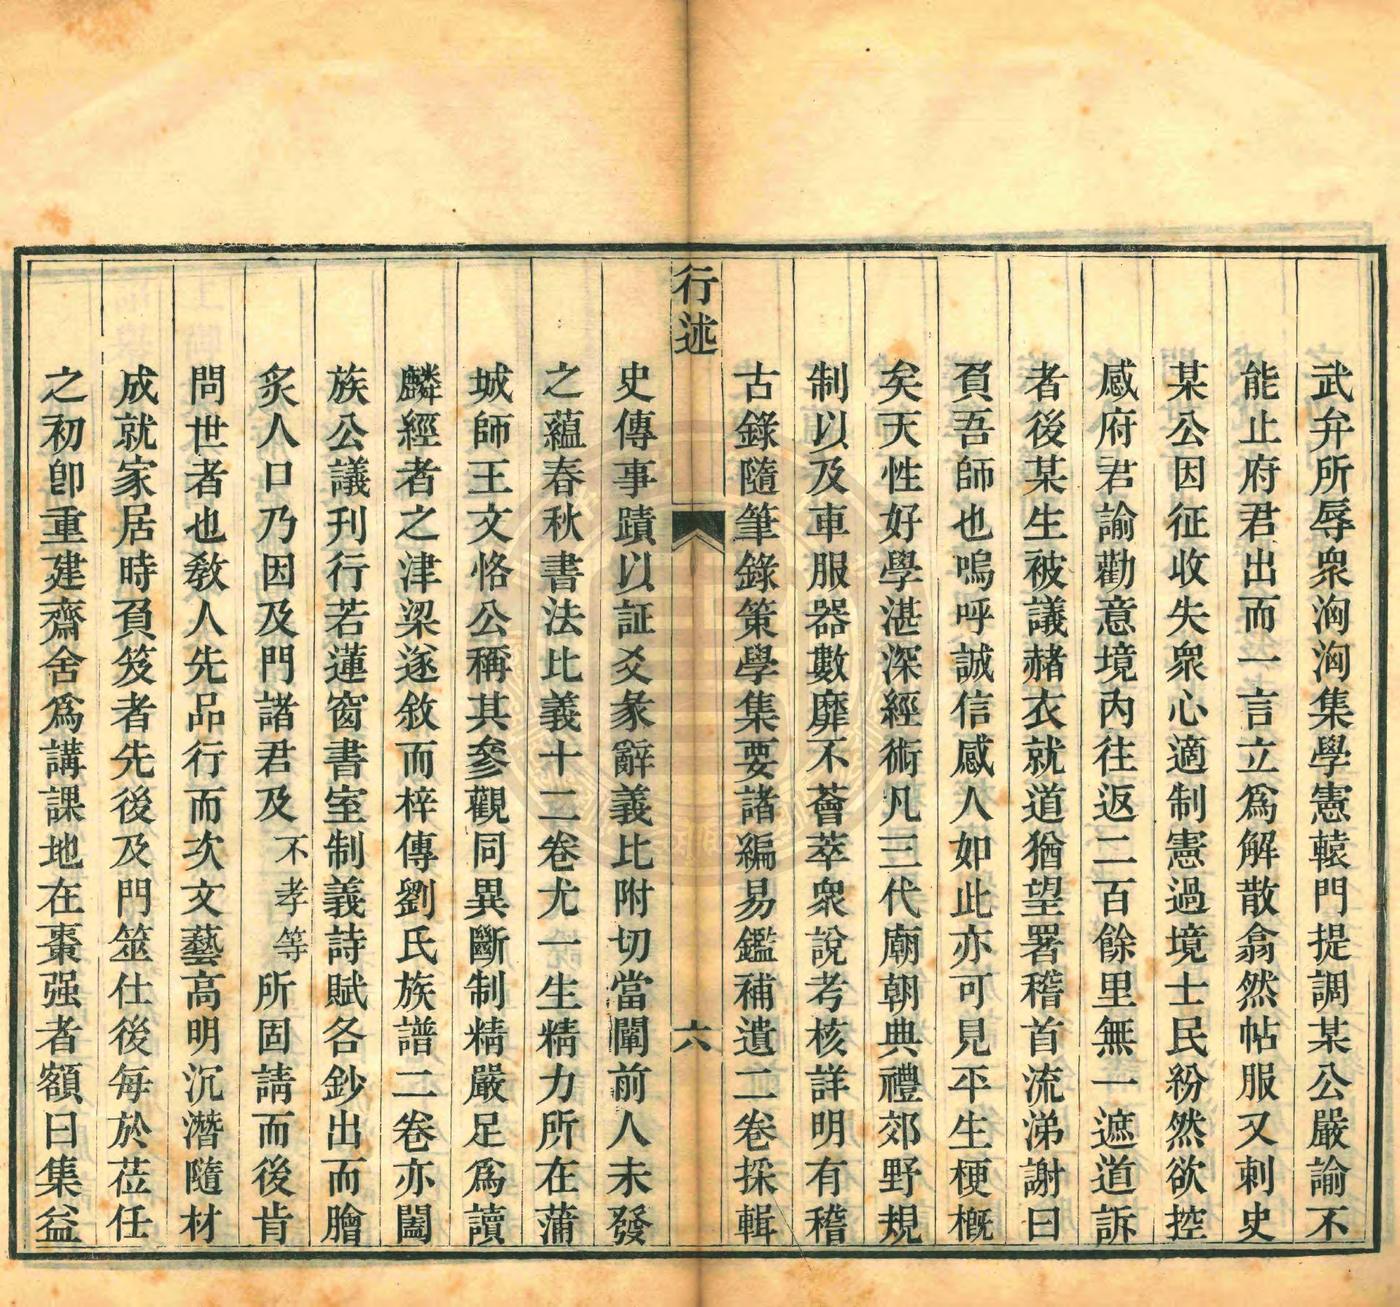 武弁所辱衆洶洶集學憲轅門提調某公嚴諭不
能止府君出而一言立爲解散翕然帖服又刺史
某公因征收失衆心適制憲過境士民紛然欲控
感府君諭勸意境內往返二百餘里無一遮道訴
者後某生被議赭衣就道猶望署稽首流涕謝曰
負吾師也嗚呼誠信感人如此亦可見平生梗概
矣天性好學湛深經術凡三代廟朝典禮郊野規
制以及車服器數靡不薈萃衆說考核詳明有稽
古錄隨筆錄策學集要諸編易鑑補遺二卷採輯
行述
六
史傳事蹟以証爻彖辭義比附切當闡前人未發
之蘊春秋書法比義十二卷尤一生精力所在蒲
城師王文恪公稱其參觀同異斷制精嚴足爲讀
麟經者之津梁遂敘而梓傳劉氏族譜二卷亦闔
族公議刊行若蓮窗書室制義詩賦各鈔出而膾
炙人口乃因及門諸君及不孝等所固請而後肯
問世者也敎人先品行而次文藝高明沉潛隨材
成就家居時負笈者先後及門筮仕後每於莅任
之初卽重建齋舍爲講課地在棗强者額曰集益